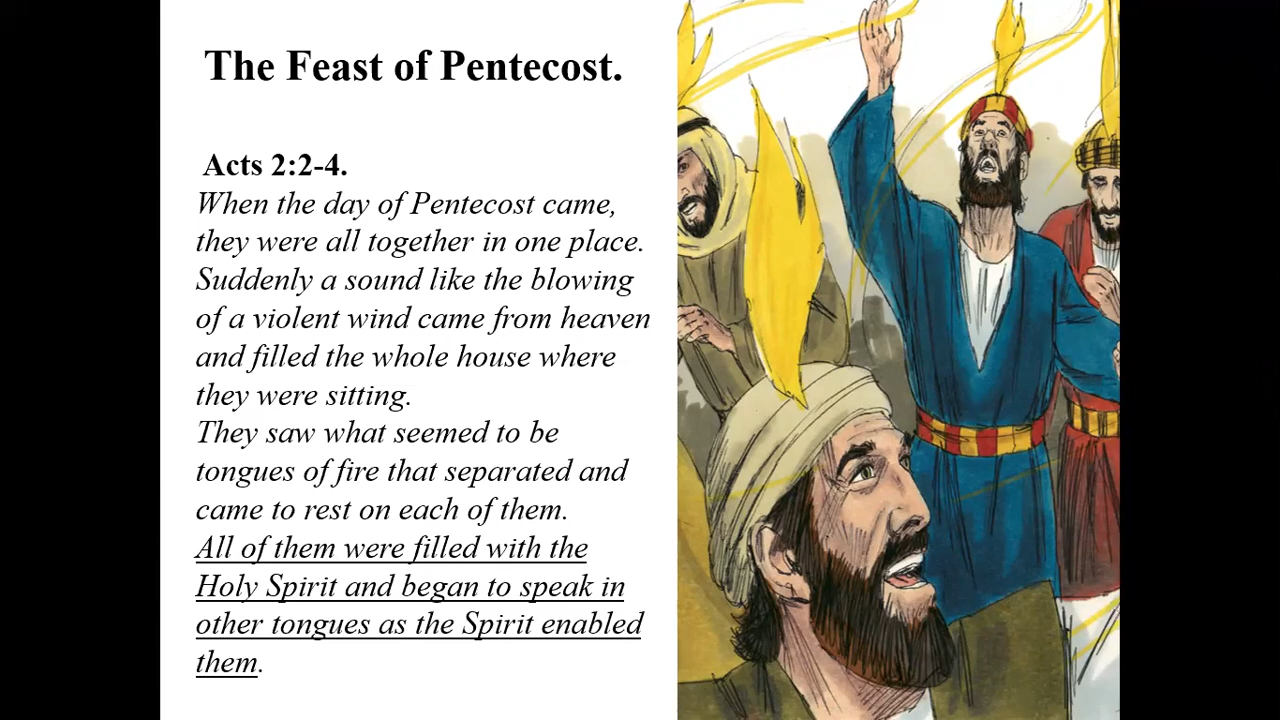 The Feast of Pentecost.
Acts 2:2-4.
When the day of Pentecost came,
they were all together in one place.
Suddenly a sound like the blowing
of a violent wind came from heaven
and filled the whole house where
they were sitting.
They saw what seemed to be
tongues of fire that separated and
came to rest on each of them.
All of them were filled with the
Holy Spirit and began to speak in
other tongues as the Spirit enabled
them.